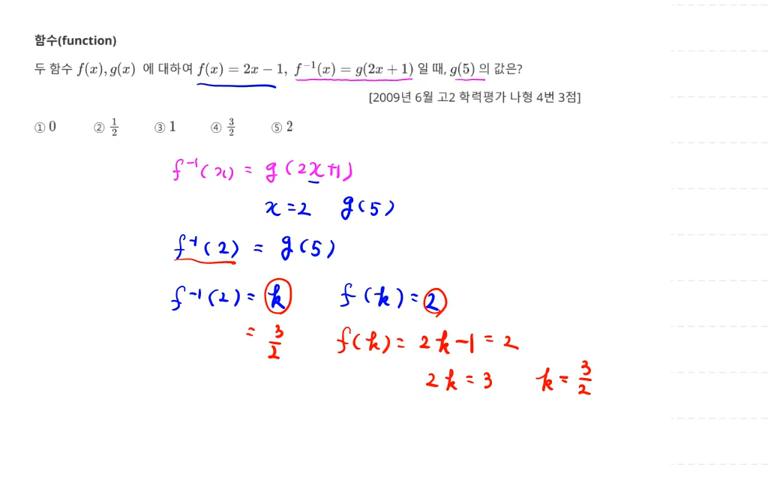 함수(function)
두 함수 f(x), g(x) 에 대하여 f(x) = 2x − 1, f⁻¹(x) = g(2x + 1) 일 때, g(5) 의 값은?
[2009년 6월 고2 학력평가 나형 4번 3점]
① 0 ② 1/2 ③ 1 ④ 3/2 ⑤ 2
f⁻¹(x) = g(2x+1)
x = 2 g(5)
f⁻¹(2) = g(5)
f⁻¹(2) = k f(k) = 2
= 3/2 f(k) = 2k − 1 = 2
2k = 3 k = 3/2